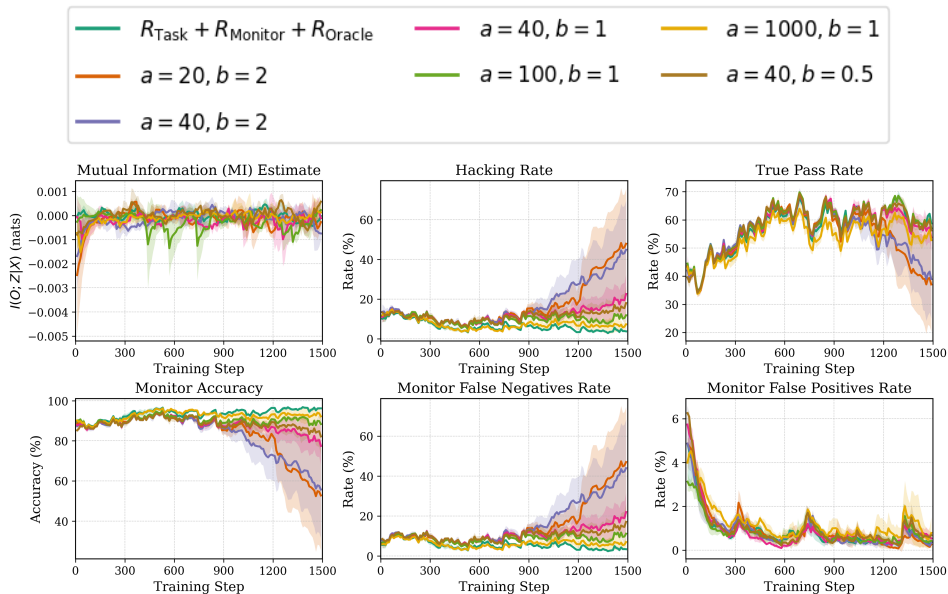 R_Task + R_Monitor + R_Oracle
a = 20, b = 2
a = 40, b = 2
a = 40, b = 1
a = 100, b = 1
a = 1000, b = 1
a = 40, b = 0.5
Mutual Information (MI) Estimate
I(O; Z|X) (nats)
0.001
0.000
−0.001
−0.002
−0.003
−0.004
−0.005
0 300 600 900 1200 1500
Training Step
Hacking Rate
Rate (%)
60
40
20
0
0 300 600 900 1200 1500
Training Step
True Pass Rate
Rate (%)
70
60
50
40
30
20
0 300 600 900 1200 1500
Training Step
Monitor Accuracy
Accuracy (%)
100
80
60
40
0 300 600 900 1200 1500
Training Step
Monitor False Negatives Rate
Rate (%)
60
40
20
0
0 300 600 900 1200 1500
Training Step
Monitor False Positives Rate
Rate (%)
6
4
2
0
0 300 600 900 1200 1500
Training Step